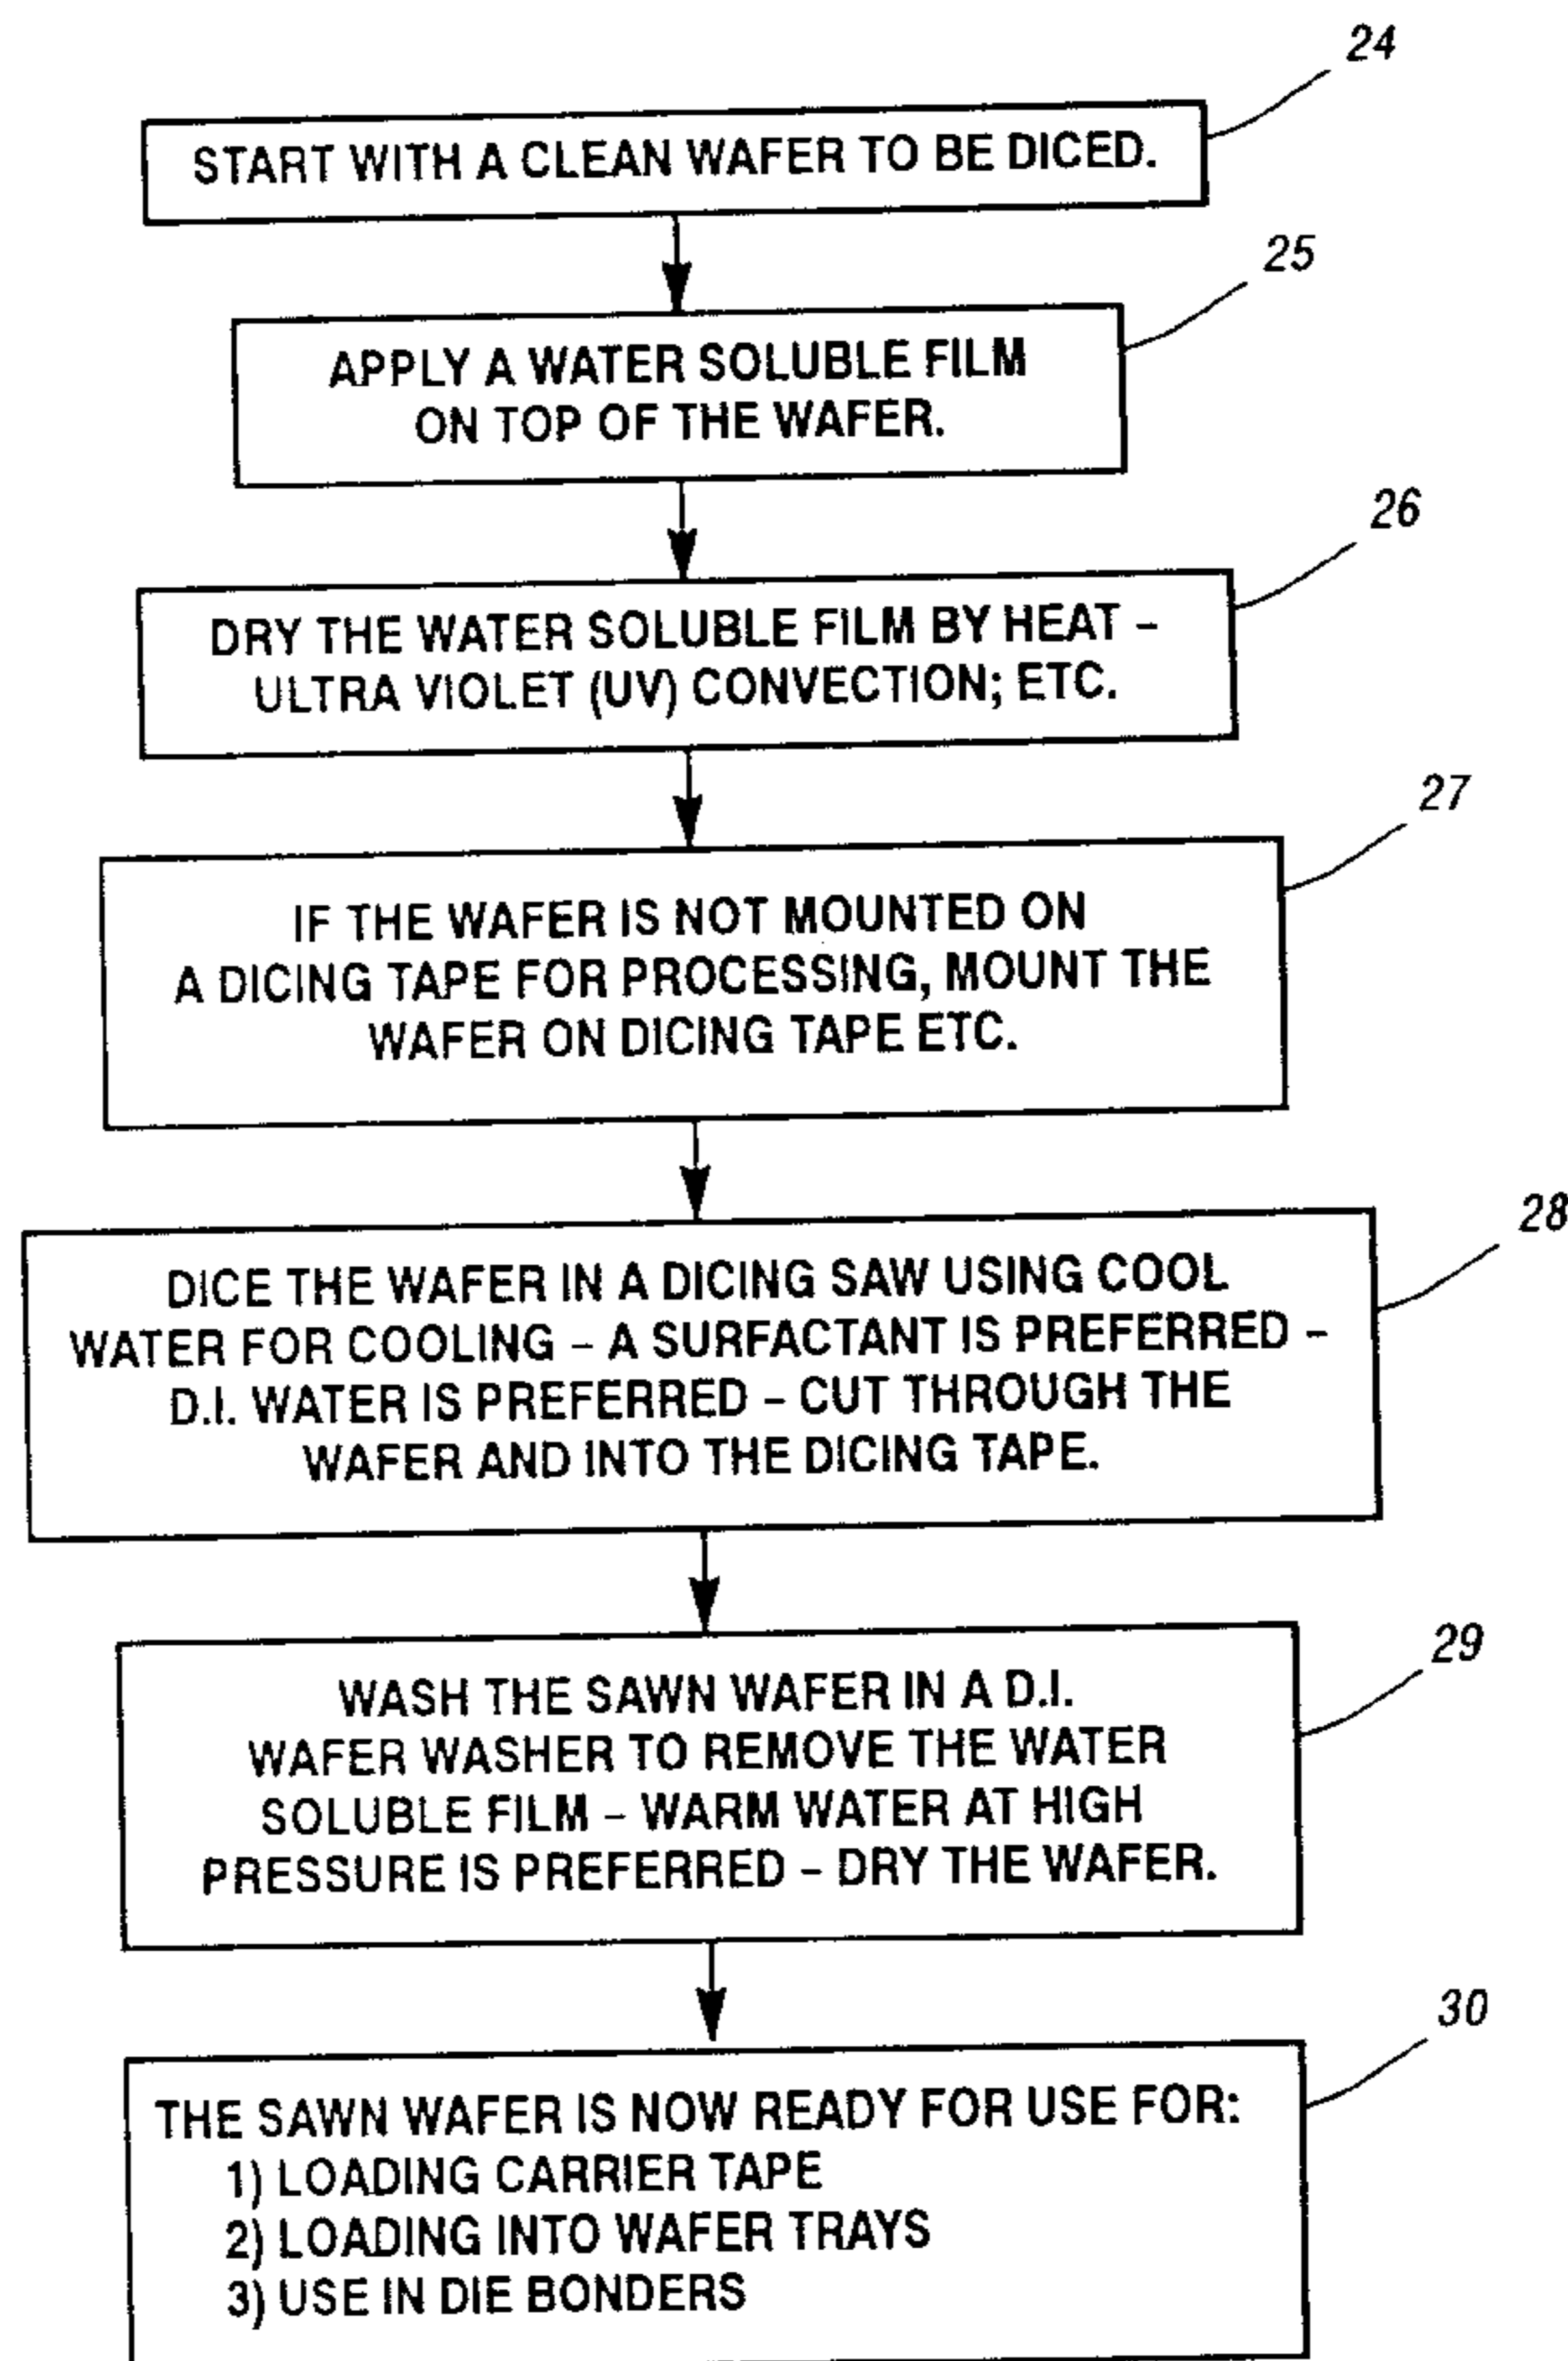 24
START WITH A CLEAN WAFER TO BE DICED.
25
APPLY A WATER SOLUBLE FILM
ON TOP OF THE WAFER.
26
DRY THE WATER SOLUBLE FILM BY HEAT –
ULTRA VIOLET (UV) CONVECTION; ETC.
27
IF THE WAFER IS NOT MOUNTED ON
A DICING TAPE FOR PROCESSING, MOUNT THE
WAFER ON DICING TAPE ETC.
28
DICE THE WAFER IN A DICING SAW USING COOL
WATER FOR COOLING – A SURFACTANT IS PREFERRED –
D.I. WATER IS PREFERRED – CUT THROUGH THE
WAFER AND INTO THE DICING TAPE.
29
WASH THE SAWN WAFER IN A D.I.
WAFER WASHER TO REMOVE THE WATER
SOLUBLE FILM – WARM WATER AT HIGH
PRESSURE IS PREFERRED – DRY THE WAFER.
30
THE SAWN WAFER IS NOW READY FOR USE FOR:
1) LOADING CARRIER TAPE
2) LOADING INTO WAFER TRAYS
3) USE IN DIE BONDERS